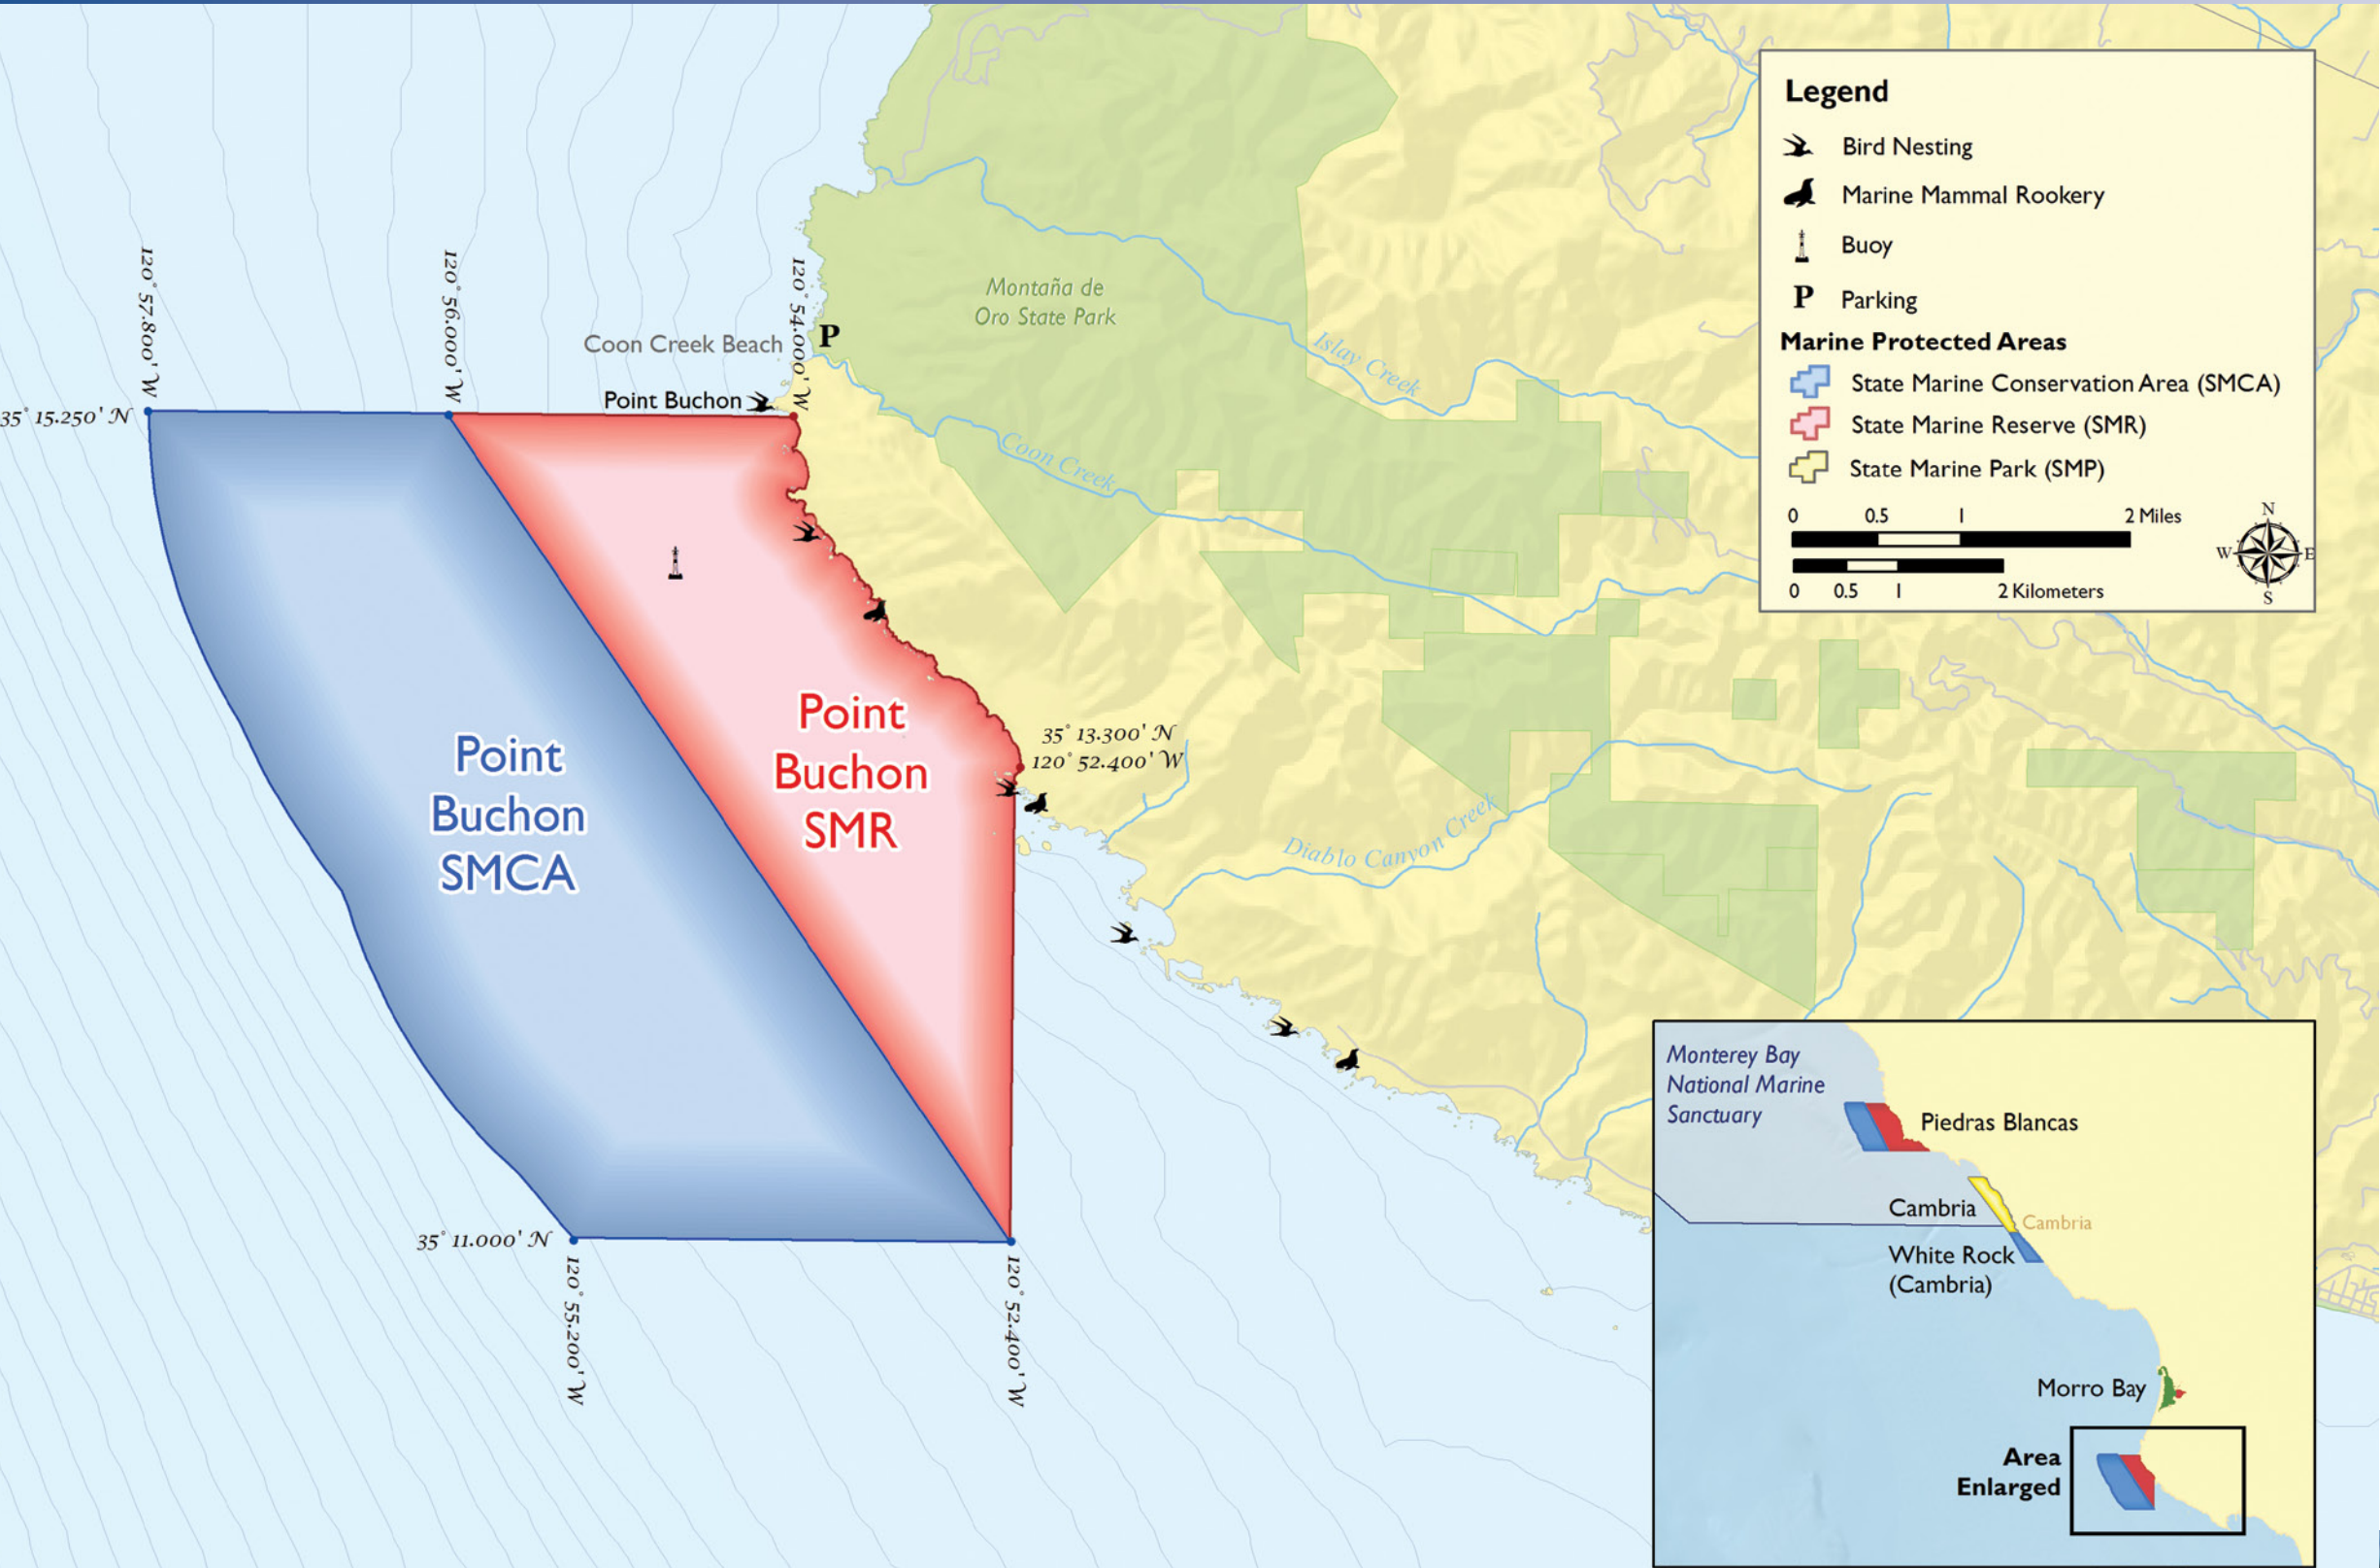 120° 57.800' W
120° 56.000' W
120° 54.000' W
35° 15.250' N
Coon Creek Beach
P
Point Buchon
Montaña de
Oro State Park
Islay Creek
Coon Creek
Point
Buchon
SMCA
Point
Buchon
SMR
35° 13.300' N
120° 52.400' W
Diablo Canyon Creek
35° 11.000' N
120° 55.200' W
120° 52.400' W
Legend
Bird Nesting
Marine Mammal Rookery
Buoy
P Parking
Marine Protected Areas
State Marine Conservation Area (SMCA)
State Marine Reserve (SMR)
State Marine Park (SMP)
0 0.5 1 2 Miles
0 0.5 1 2 Kilometers
N
W E
S
Monterey Bay
National Marine
Sanctuary
Piedras Blancas
Cambria
Cambria
White Rock
(Cambria)
Morro Bay
Area
Enlarged